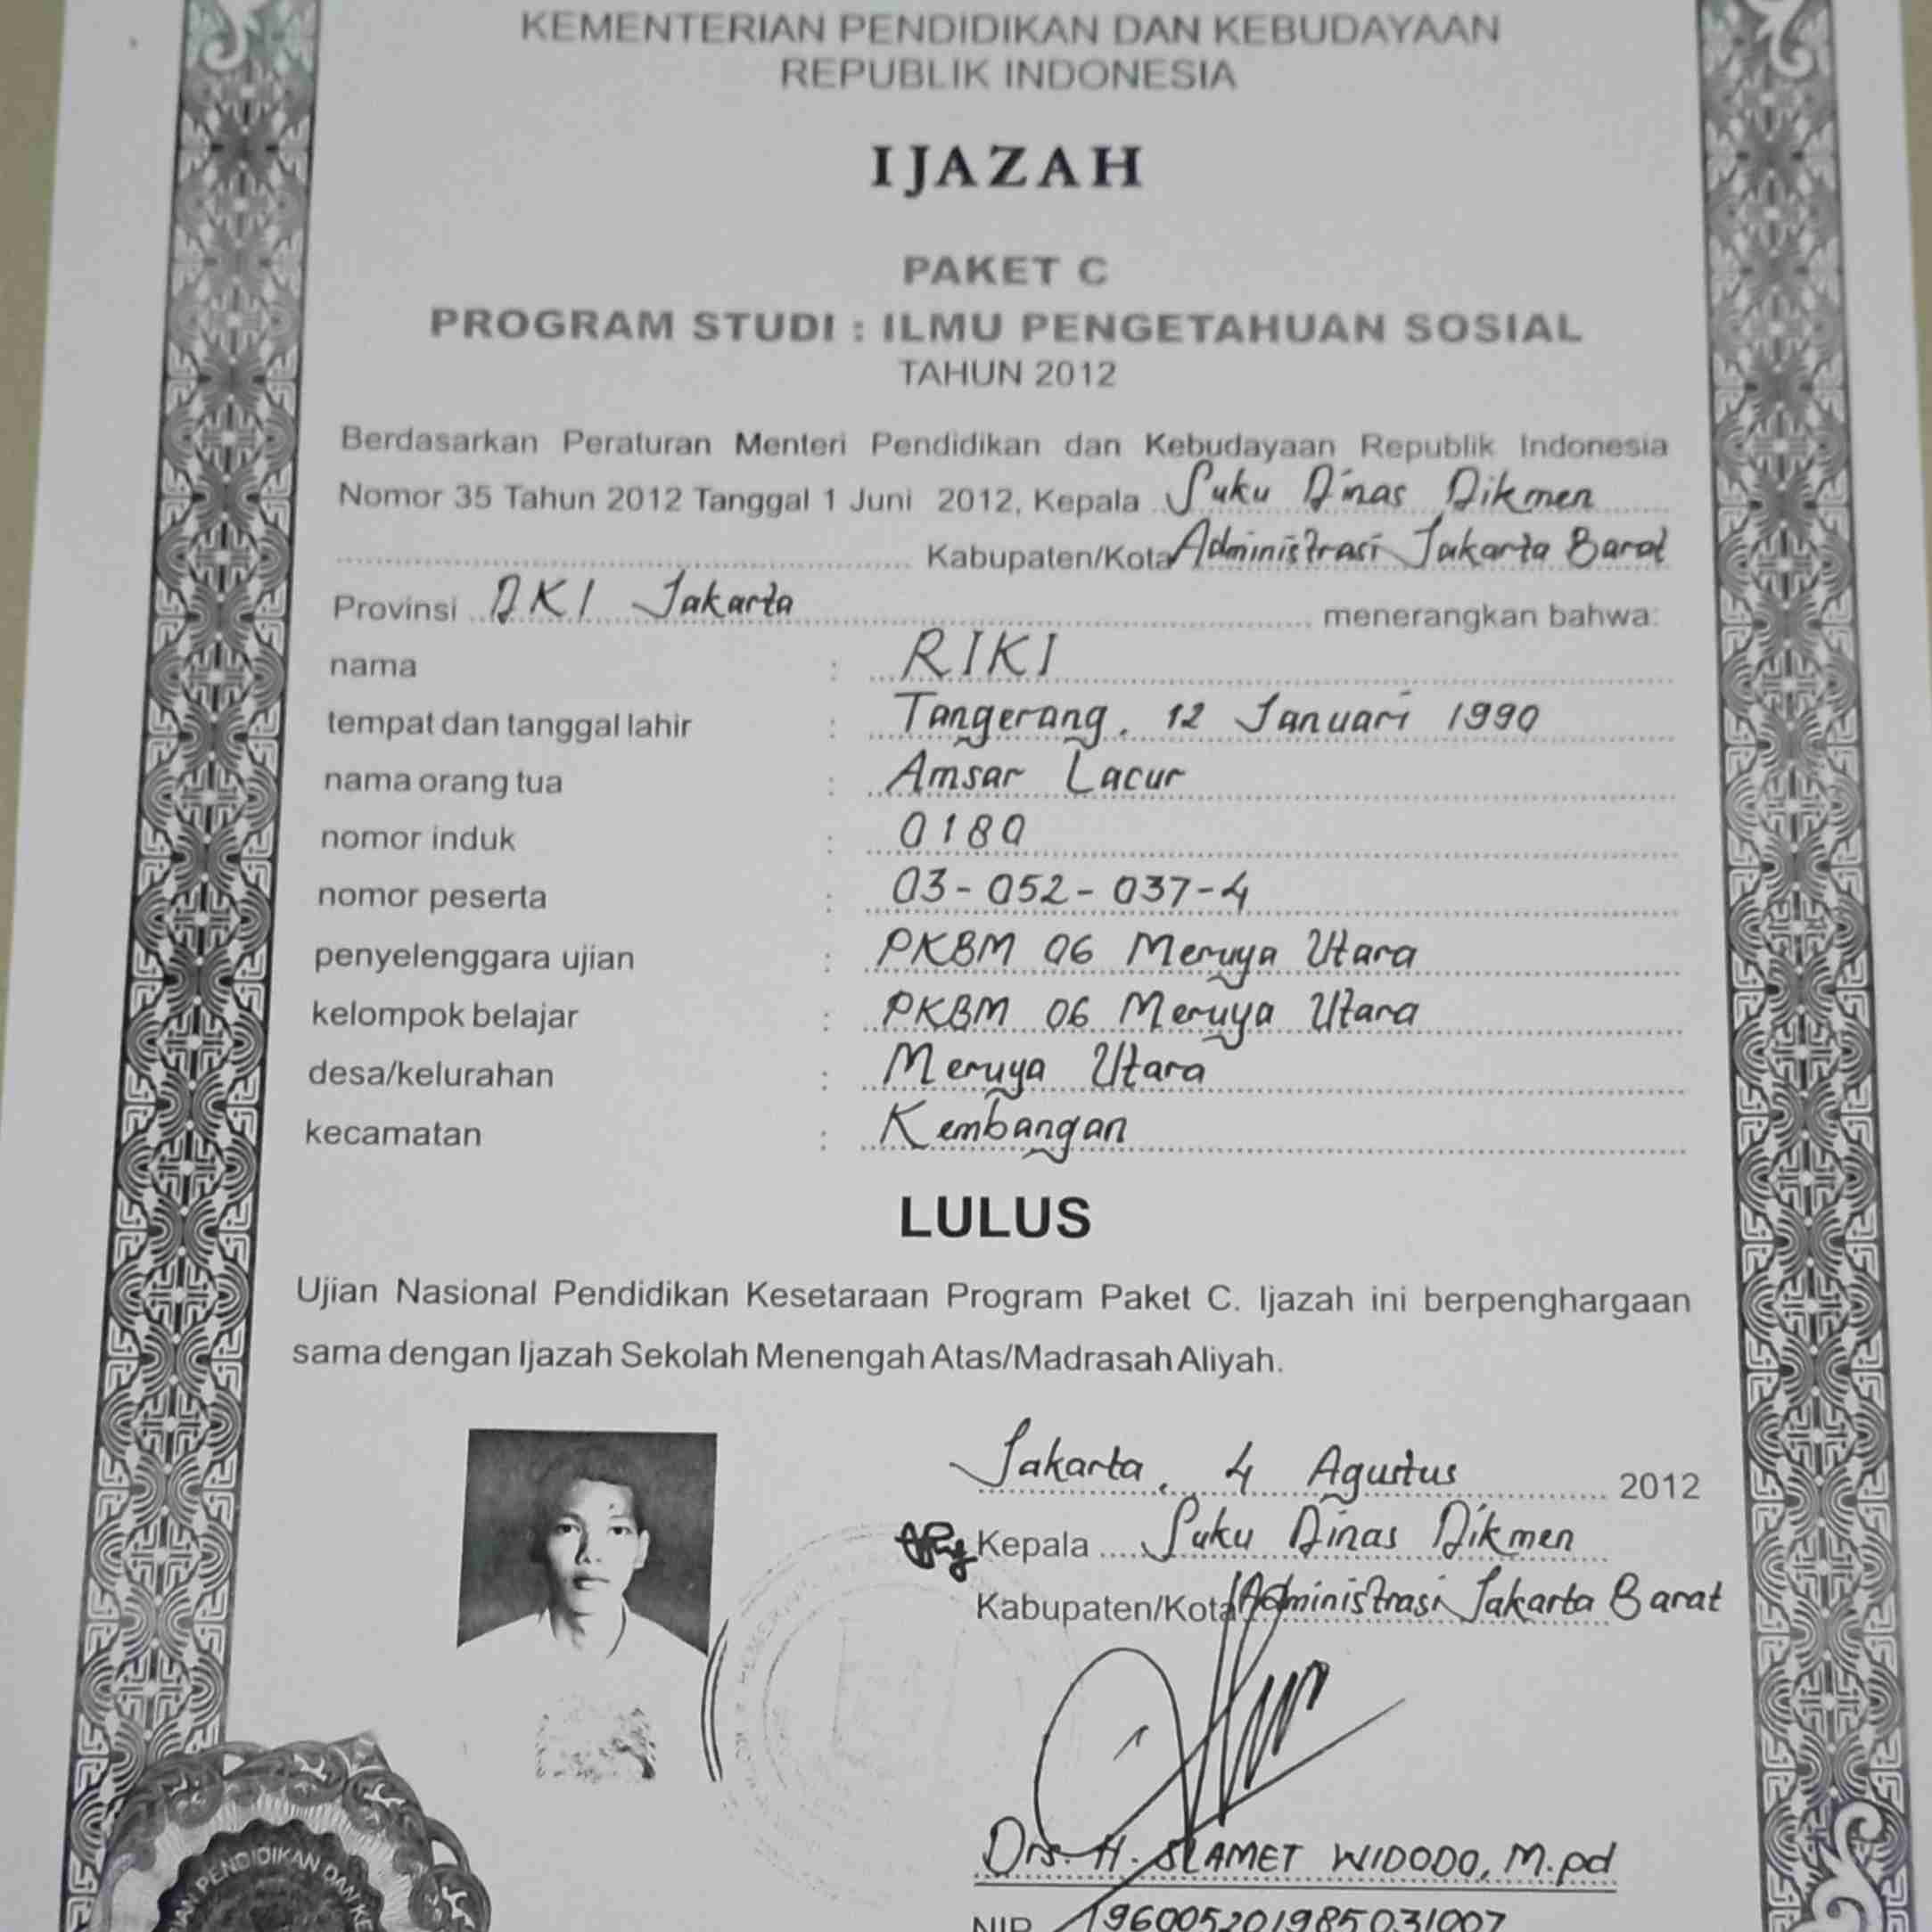 KEMENTERIAN PENDIDIKAN DAN KEBUDAYAAN
REPUBLIK INDONESIA
IJAZAH
PAKET C
PROGRAM STUDI : ILMU PENGETAHUAN SOSIAL
TAHUN 2012
Berdasarkan Peraturan Menteri Pendidikan dan Kebudayaan Republik Indonesia
Nomor 35 Tahun 2012 Tanggal 1 Juni 2012, Kepala Suku Dinas Dikmen
Kabupaten/Kota Administrasi Jakarta Barat
Provinsi DKI Jakarta menerangkan bahwa:
nama : RIKI
tempat dan tanggal lahir : Tangerang, 12 Januari 1990
nama orang tua : Amsar Lacur
nomor induk : 0180
nomor peserta : 03-052-037-4
penyelenggara ujian : PKBM 06 Meruya Utara
kelompok belajar : PKBM 06 Meruya Utara
desa/kelurahan : Meruya Utara
kecamatan : Kembangan
LULUS
Ujian Nasional Pendidikan Kesetaraan Program Paket C. Ijazah ini berpenghargaan
sama dengan Ijazah Sekolah Menengah Atas/Madrasah Aliyah.
Jakarta, 4 Agustus 2012
Kepala Suku Dinas Dikmen
Kabupaten/Kota Administrasi Jakarta Barat
Drs. H. SLAMET WIDODO, M.pd
NIP 196005201985031007
PENDIDIKAN DAN